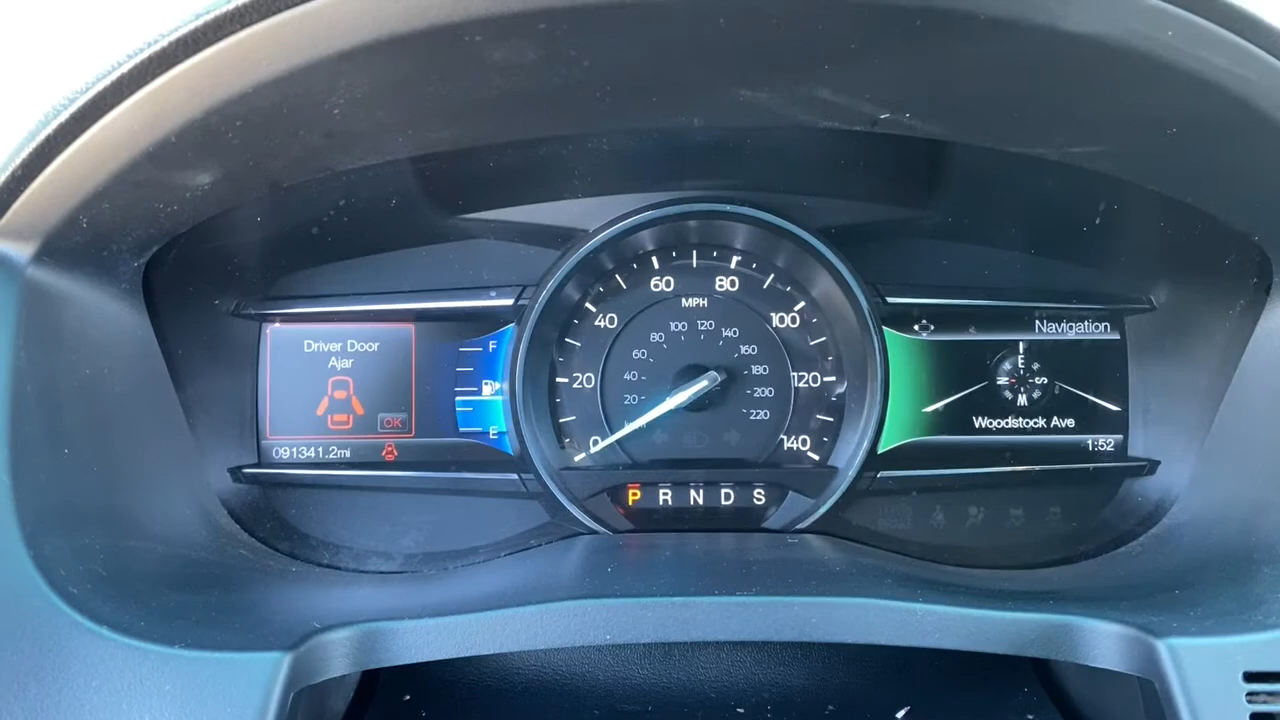 Driver Door
Ajar
OK
091341.2mi
F
E
0
20
40
60
80
100
120
140
MPH
20
40
60
80
100
120
140
160
180
200
220
P R N D S
Navigation
E
N S
W
Woodstock Ave
1:52